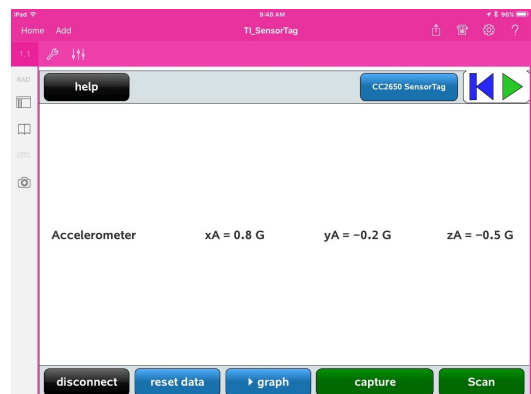 iPad 9:48 AM 96%
Home Add TI_SensorTag ?
1.1
RAD
help CC2650 SensorTag
Accelerometer xA = 0.8 G yA = −0.2 G zA = −0.5 G
disconnect reset data graph capture Scan